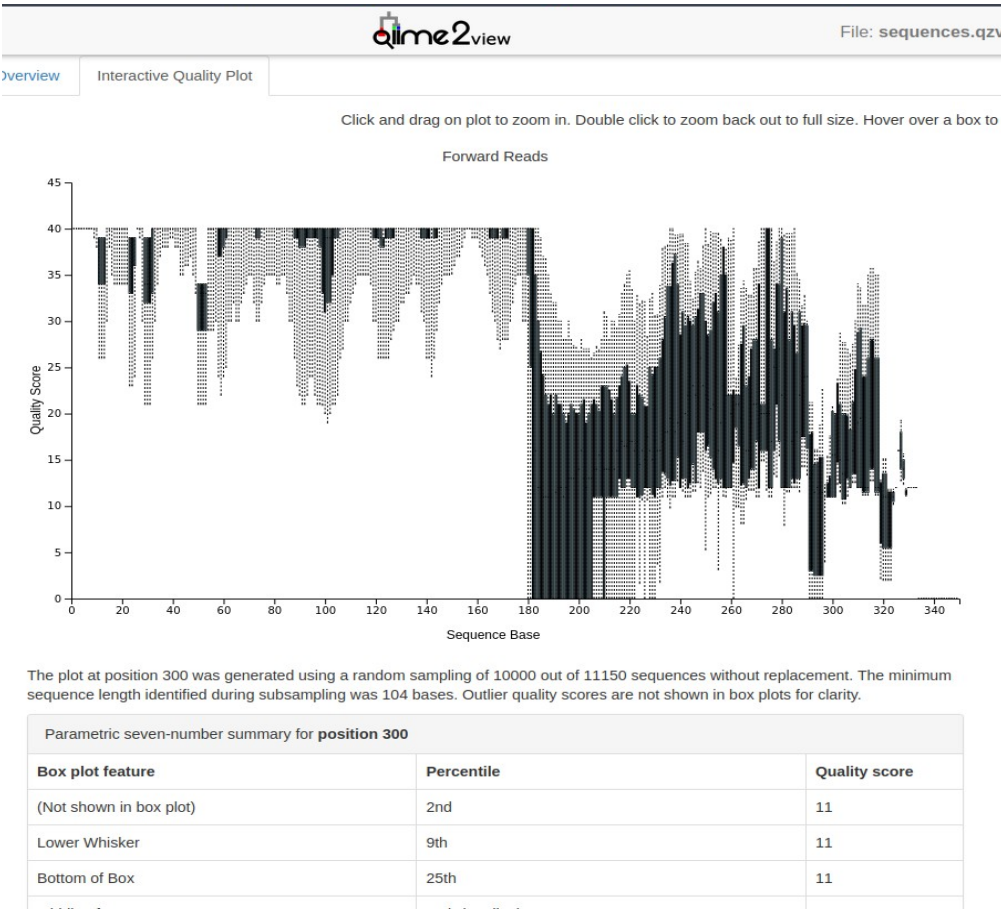 qiime2view
File: sequences.qzv
Overview
Interactive Quality Plot
Click and drag on plot to zoom in. Double click to zoom back out to full size. Hover over a box to
Forward Reads
45
40
35
30
25
20
15
10
5
0
Quality Score
0 20 40 60 80 100 120 140 160 180 200 220 240 260 280 300 320 340
Sequence Base
The plot at position 300 was generated using a random sampling of 10000 out of 11150 sequences without replacement. The minimum
sequence length identified during subsampling was 104 bases. Outlier quality scores are not shown in box plots for clarity.
Parametric seven-number summary for position 300
Box plot feature Percentile Quality score
(Not shown in box plot) 2nd 11
Lower Whisker 9th 11
Bottom of Box 25th 11